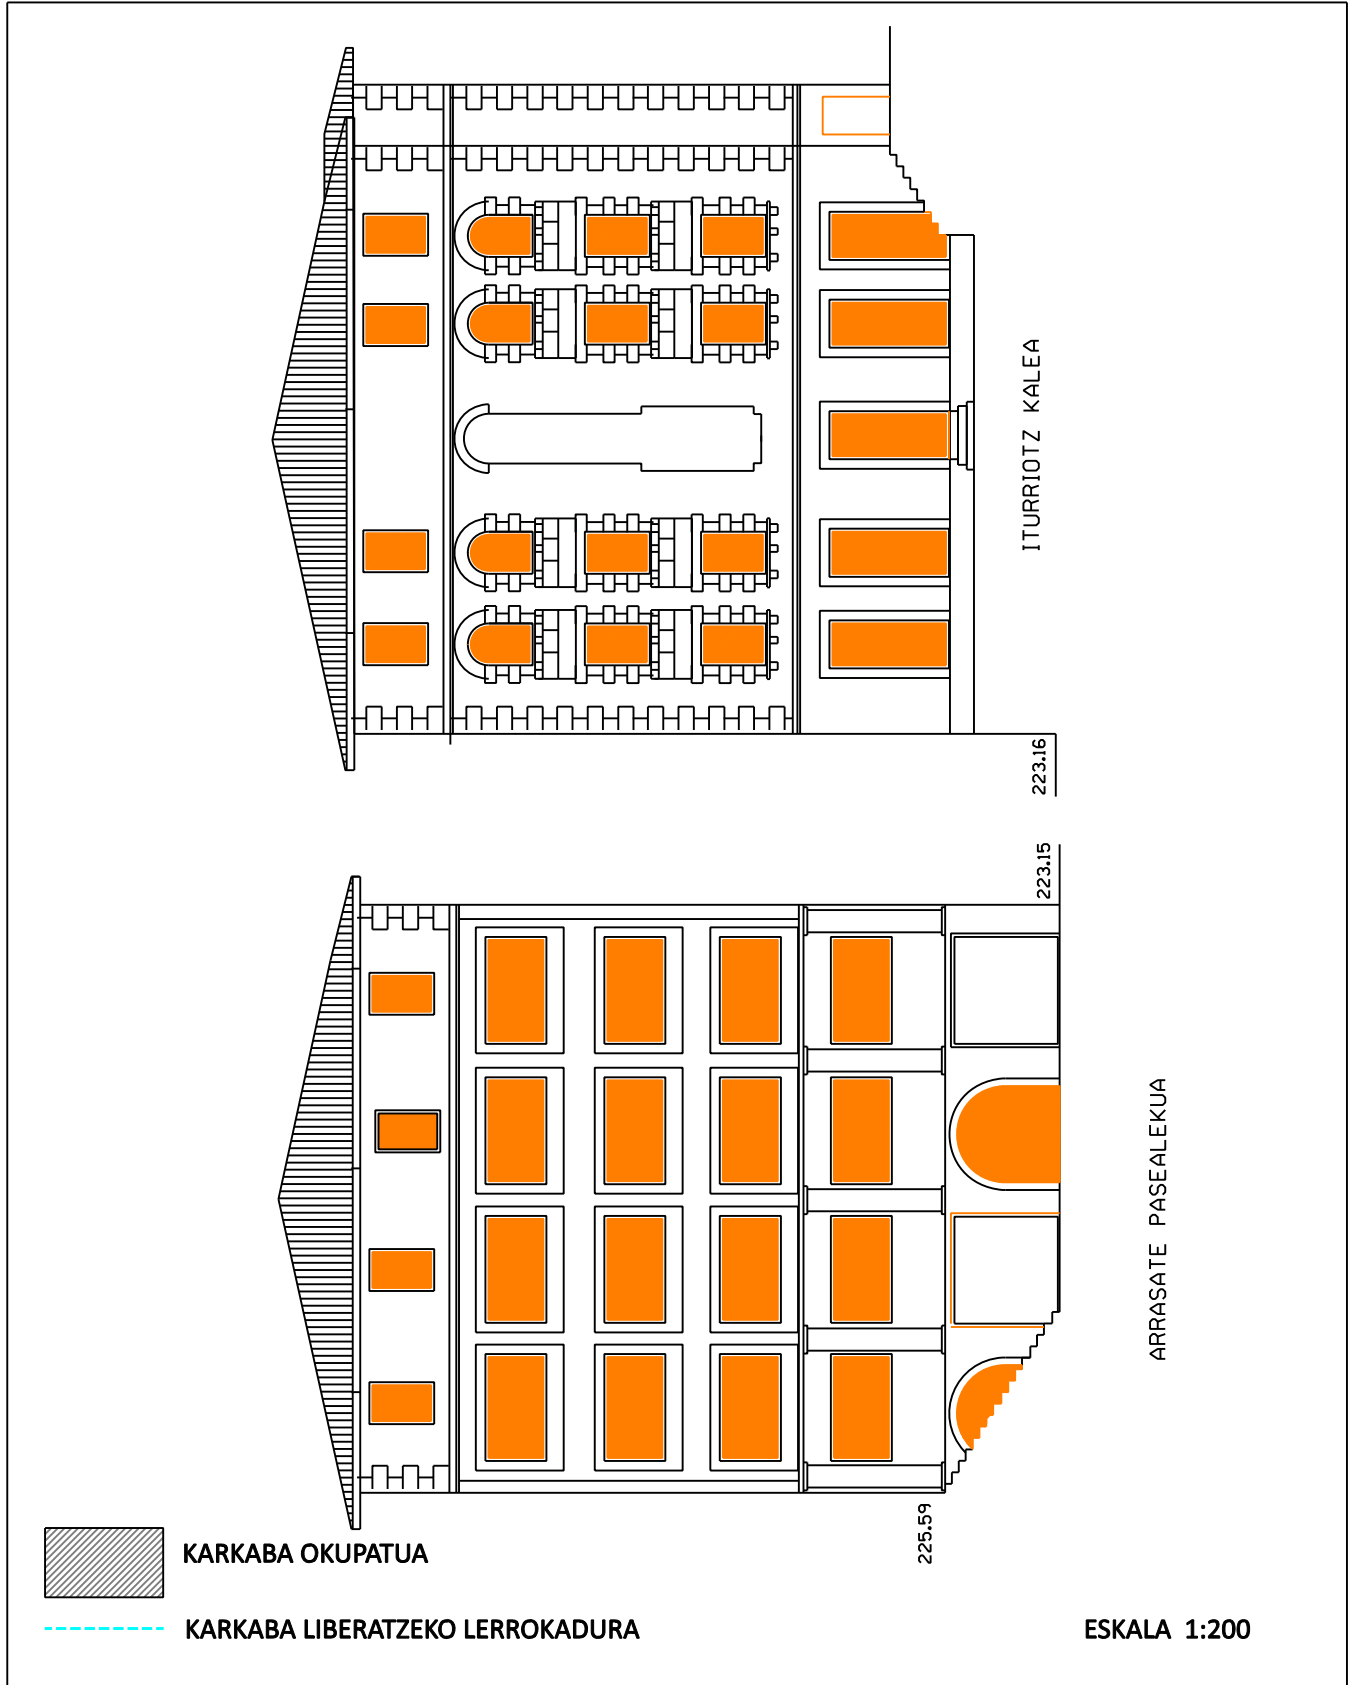 ITURRIOTZ KALEA
223.16
223.15
ARRASATE PASEALEKUA
225.59
KARKABA OKUPATUA
KARKABA LIBERATZEKO LERROKADURA
ESKALA 1:200